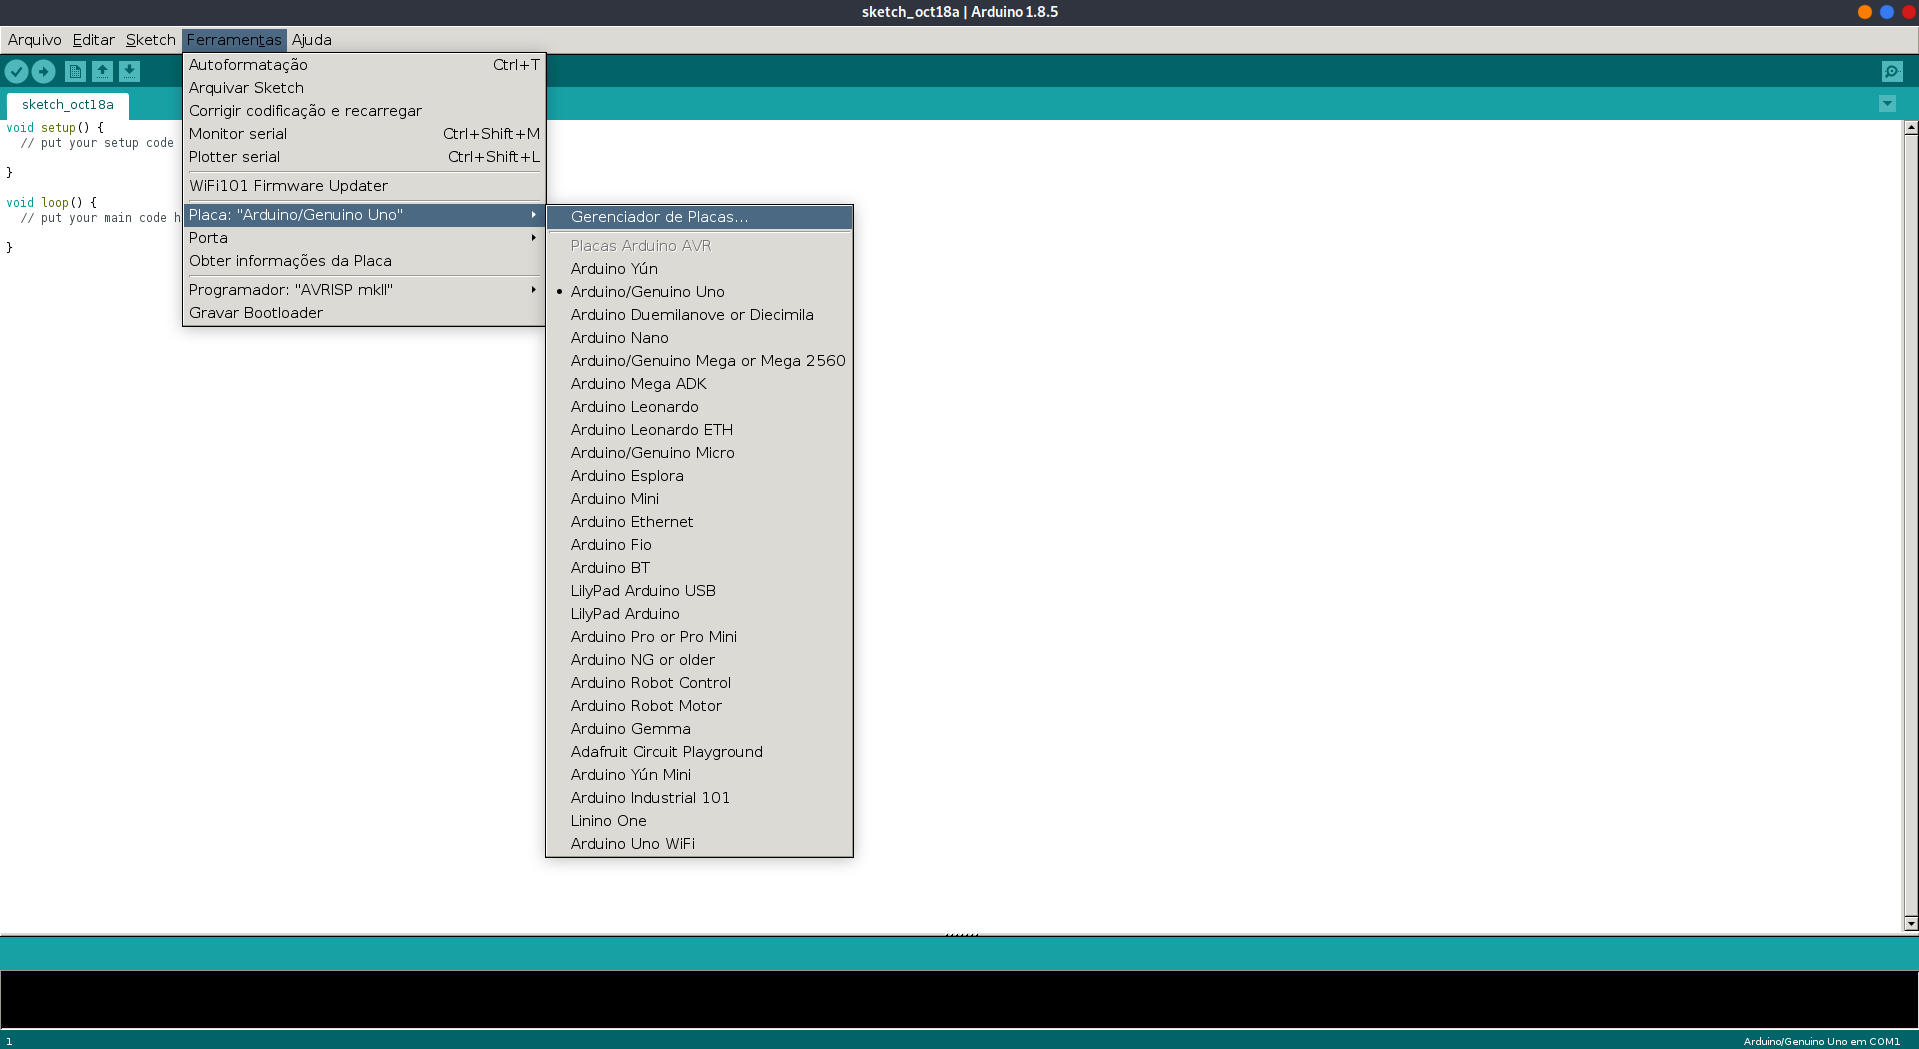 sketch_oct18a | Arduino 1.8.5
Arquivo Editar Sketch Ferramentas Ajuda
sketch_oct18a
void setup() {
// put your setup code
}
void loop() {
// put your main code h
}
Autoformatação Ctrl+T
Arquivar Sketch
Corrigir codificação e recarregar
Monitor serial Ctrl+Shift+M
Plotter serial Ctrl+Shift+L
WiFi101 Firmware Updater
Placa: "Arduino/Genuino Uno"
Porta
Obter informações da Placa
Programador: "AVRISP mkII"
Gravar Bootloader
Gerenciador de Placas...
Placas Arduino AVR
Arduino Yún
Arduino/Genuino Uno
Arduino Duemilanove or Diecimila
Arduino Nano
Arduino/Genuino Mega or Mega 2560
Arduino Mega ADK
Arduino Leonardo
Arduino Leonardo ETH
Arduino/Genuino Micro
Arduino Esplora
Arduino Mini
Arduino Ethernet
Arduino Fio
Arduino BT
LilyPad Arduino USB
LilyPad Arduino
Arduino Pro or Pro Mini
Arduino NG or older
Arduino Robot Control
Arduino Robot Motor
Arduino Gemma
Adafruit Circuit Playground
Arduino Yún Mini
Arduino Industrial 101
Linino One
Arduino Uno WiFi
1 Arduino/Genuino Uno em COM1